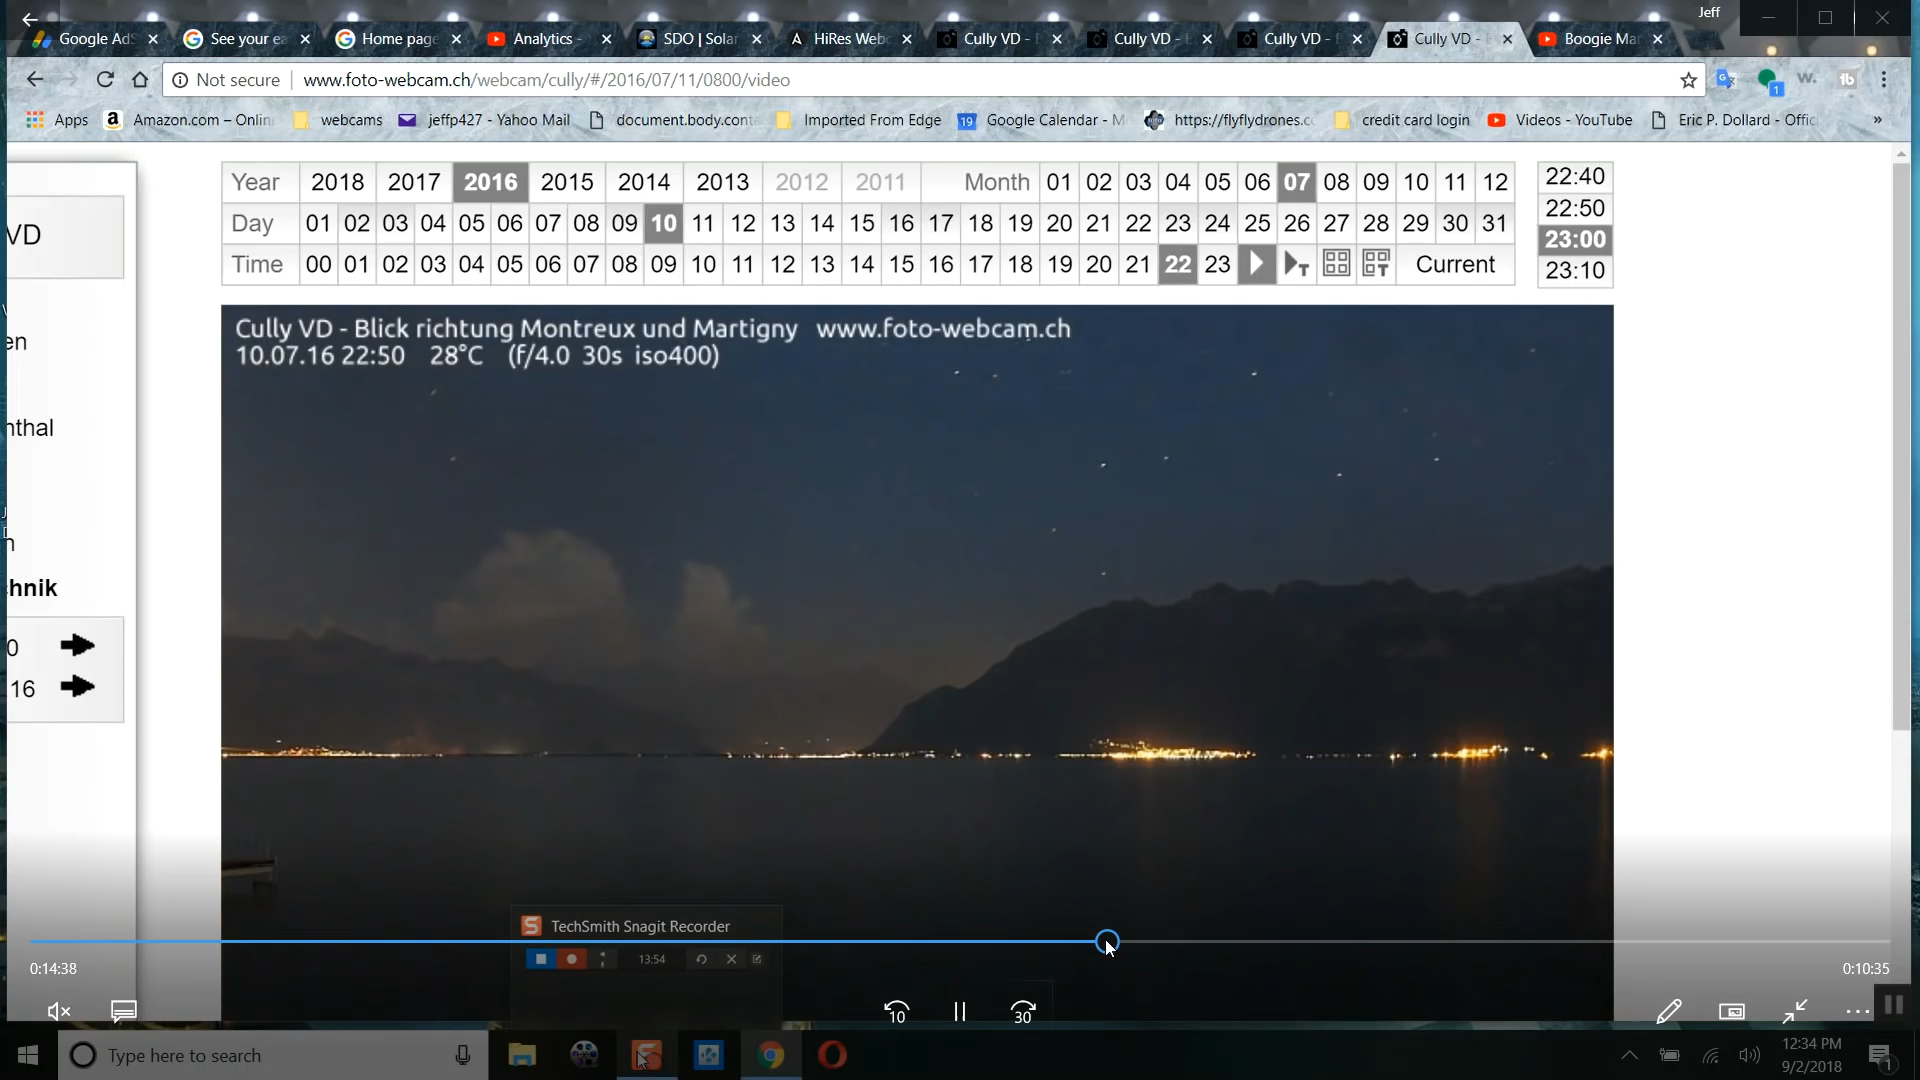 Jeff
Google Ad See your ea Home page Analytics - SDO | Sola HiRes Web Cully VD - Cully VD - Cully VD - Cully VD - Boogie Ma
Not secure www.foto-webcam.ch/webcam/cully/#/2016/07/11/0800/video
Apps Amazon.com – Onlin webcams jeffp427 - Yahoo Mail document.body.cont Imported From Edge 19 Google Calendar - M https://flyflydrones.c credit card login Videos - YouTube Eric P. Dollard - Offic »
Year 2018 2017 2016 2015 2014 2013 2012 2011 Month 01 02 03 04 05 06 07 08 09 10 11 12
Day 01 02 03 04 05 06 07 08 09 10 11 12 13 14 15 16 17 18 19 20 21 22 23 24 25 26 27 28 29 30 31
Time 00 01 02 03 04 05 06 07 08 09 10 11 12 13 14 15 16 17 18 19 20 21 22 23 T T Current
22:40
22:50
23:00
23:10
VD
en
nthal
n
chnik
0
16
Cully VD - Blick richtung Montreux und Martigny www.foto-webcam.ch
10.07.16 22:50 28°C (f/4.0 30s iso400)
TechSmith Snagit Recorder
13:54
0:14:38
0:10:35
10 30
Type here to search
12:34 PM
9/2/2018
1